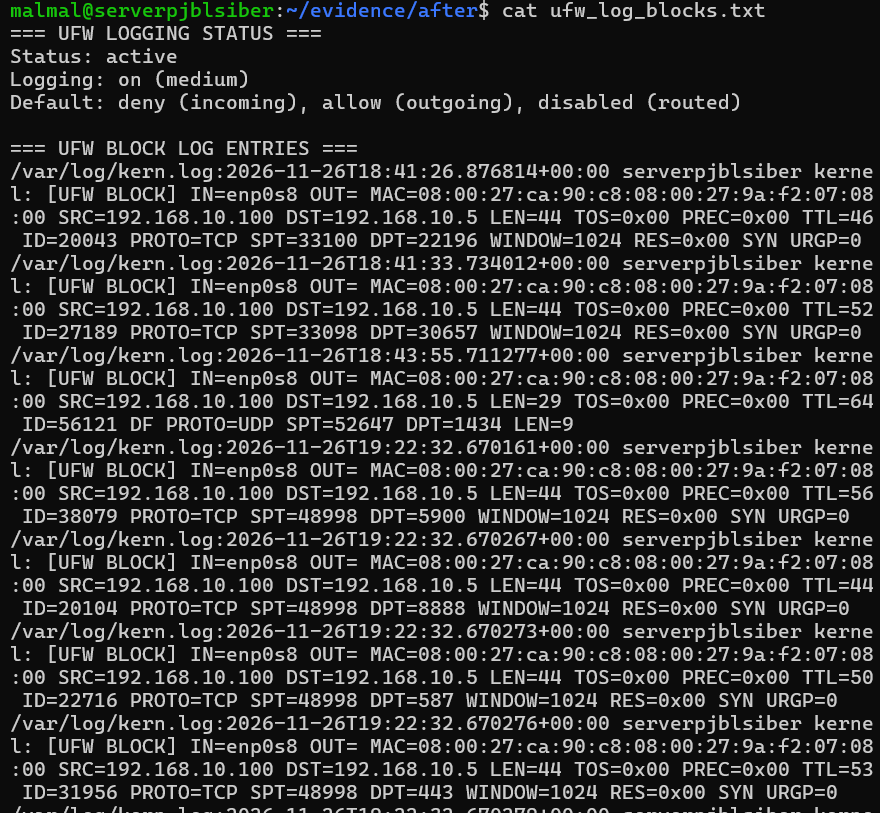 malmal@serverpjblsiber:~/evidence/after$ cat ufw_log_blocks.txt
=== UFW LOGGING STATUS ===
Status: active
Logging: on (medium)
Default: deny (incoming), allow (outgoing), disabled (routed)
=== UFW BLOCK LOG ENTRIES ===
/var/log/kern.log:2026-11-26T18:41:26.876814+00:00 serverpjblsiber kerne
l: [UFW BLOCK] IN=enp0s8 OUT= MAC=08:00:27:ca:90:c8:08:00:27:9a:f2:07:08
:00 SRC=192.168.10.100 DST=192.168.10.5 LEN=44 TOS=0x00 PREC=0x00 TTL=46
 ID=20043 PROTO=TCP SPT=33100 DPT=22196 WINDOW=1024 RES=0x00 SYN URGP=0
/var/log/kern.log:2026-11-26T18:41:33.734012+00:00 serverpjblsiber kerne
l: [UFW BLOCK] IN=enp0s8 OUT= MAC=08:00:27:ca:90:c8:08:00:27:9a:f2:07:08
:00 SRC=192.168.10.100 DST=192.168.10.5 LEN=44 TOS=0x00 PREC=0x00 TTL=52
 ID=27189 PROTO=TCP SPT=33098 DPT=30657 WINDOW=1024 RES=0x00 SYN URGP=0
/var/log/kern.log:2026-11-26T18:43:55.711277+00:00 serverpjblsiber kerne
l: [UFW BLOCK] IN=enp0s8 OUT= MAC=08:00:27:ca:90:c8:08:00:27:9a:f2:07:08
:00 SRC=192.168.10.100 DST=192.168.10.5 LEN=29 TOS=0x00 PREC=0x00 TTL=64
 ID=56121 DF PROTO=UDP SPT=52647 DPT=1434 LEN=9
/var/log/kern.log:2026-11-26T19:22:32.670161+00:00 serverpjblsiber kerne
l: [UFW BLOCK] IN=enp0s8 OUT= MAC=08:00:27:ca:90:c8:08:00:27:9a:f2:07:08
:00 SRC=192.168.10.100 DST=192.168.10.5 LEN=44 TOS=0x00 PREC=0x00 TTL=56
 ID=38079 PROTO=TCP SPT=48998 DPT=5900 WINDOW=1024 RES=0x00 SYN URGP=0
/var/log/kern.log:2026-11-26T19:22:32.670267+00:00 serverpjblsiber kerne
l: [UFW BLOCK] IN=enp0s8 OUT= MAC=08:00:27:ca:90:c8:08:00:27:9a:f2:07:08
:00 SRC=192.168.10.100 DST=192.168.10.5 LEN=44 TOS=0x00 PREC=0x00 TTL=44
 ID=20104 PROTO=TCP SPT=48998 DPT=8888 WINDOW=1024 RES=0x00 SYN URGP=0
/var/log/kern.log:2026-11-26T19:22:32.670273+00:00 serverpjblsiber kerne
l: [UFW BLOCK] IN=enp0s8 OUT= MAC=08:00:27:ca:90:c8:08:00:27:9a:f2:07:08
:00 SRC=192.168.10.100 DST=192.168.10.5 LEN=44 TOS=0x00 PREC=0x00 TTL=50
 ID=22716 PROTO=TCP SPT=48998 DPT=587 WINDOW=1024 RES=0x00 SYN URGP=0
/var/log/kern.log:2026-11-26T19:22:32.670276+00:00 serverpjblsiber kerne
l: [UFW BLOCK] IN=enp0s8 OUT= MAC=08:00:27:ca:90:c8:08:00:27:9a:f2:07:08
:00 SRC=192.168.10.100 DST=192.168.10.5 LEN=44 TOS=0x00 PREC=0x00 TTL=53
 ID=31956 PROTO=TCP SPT=48998 DPT=443 WINDOW=1024 RES=0x00 SYN URGP=0